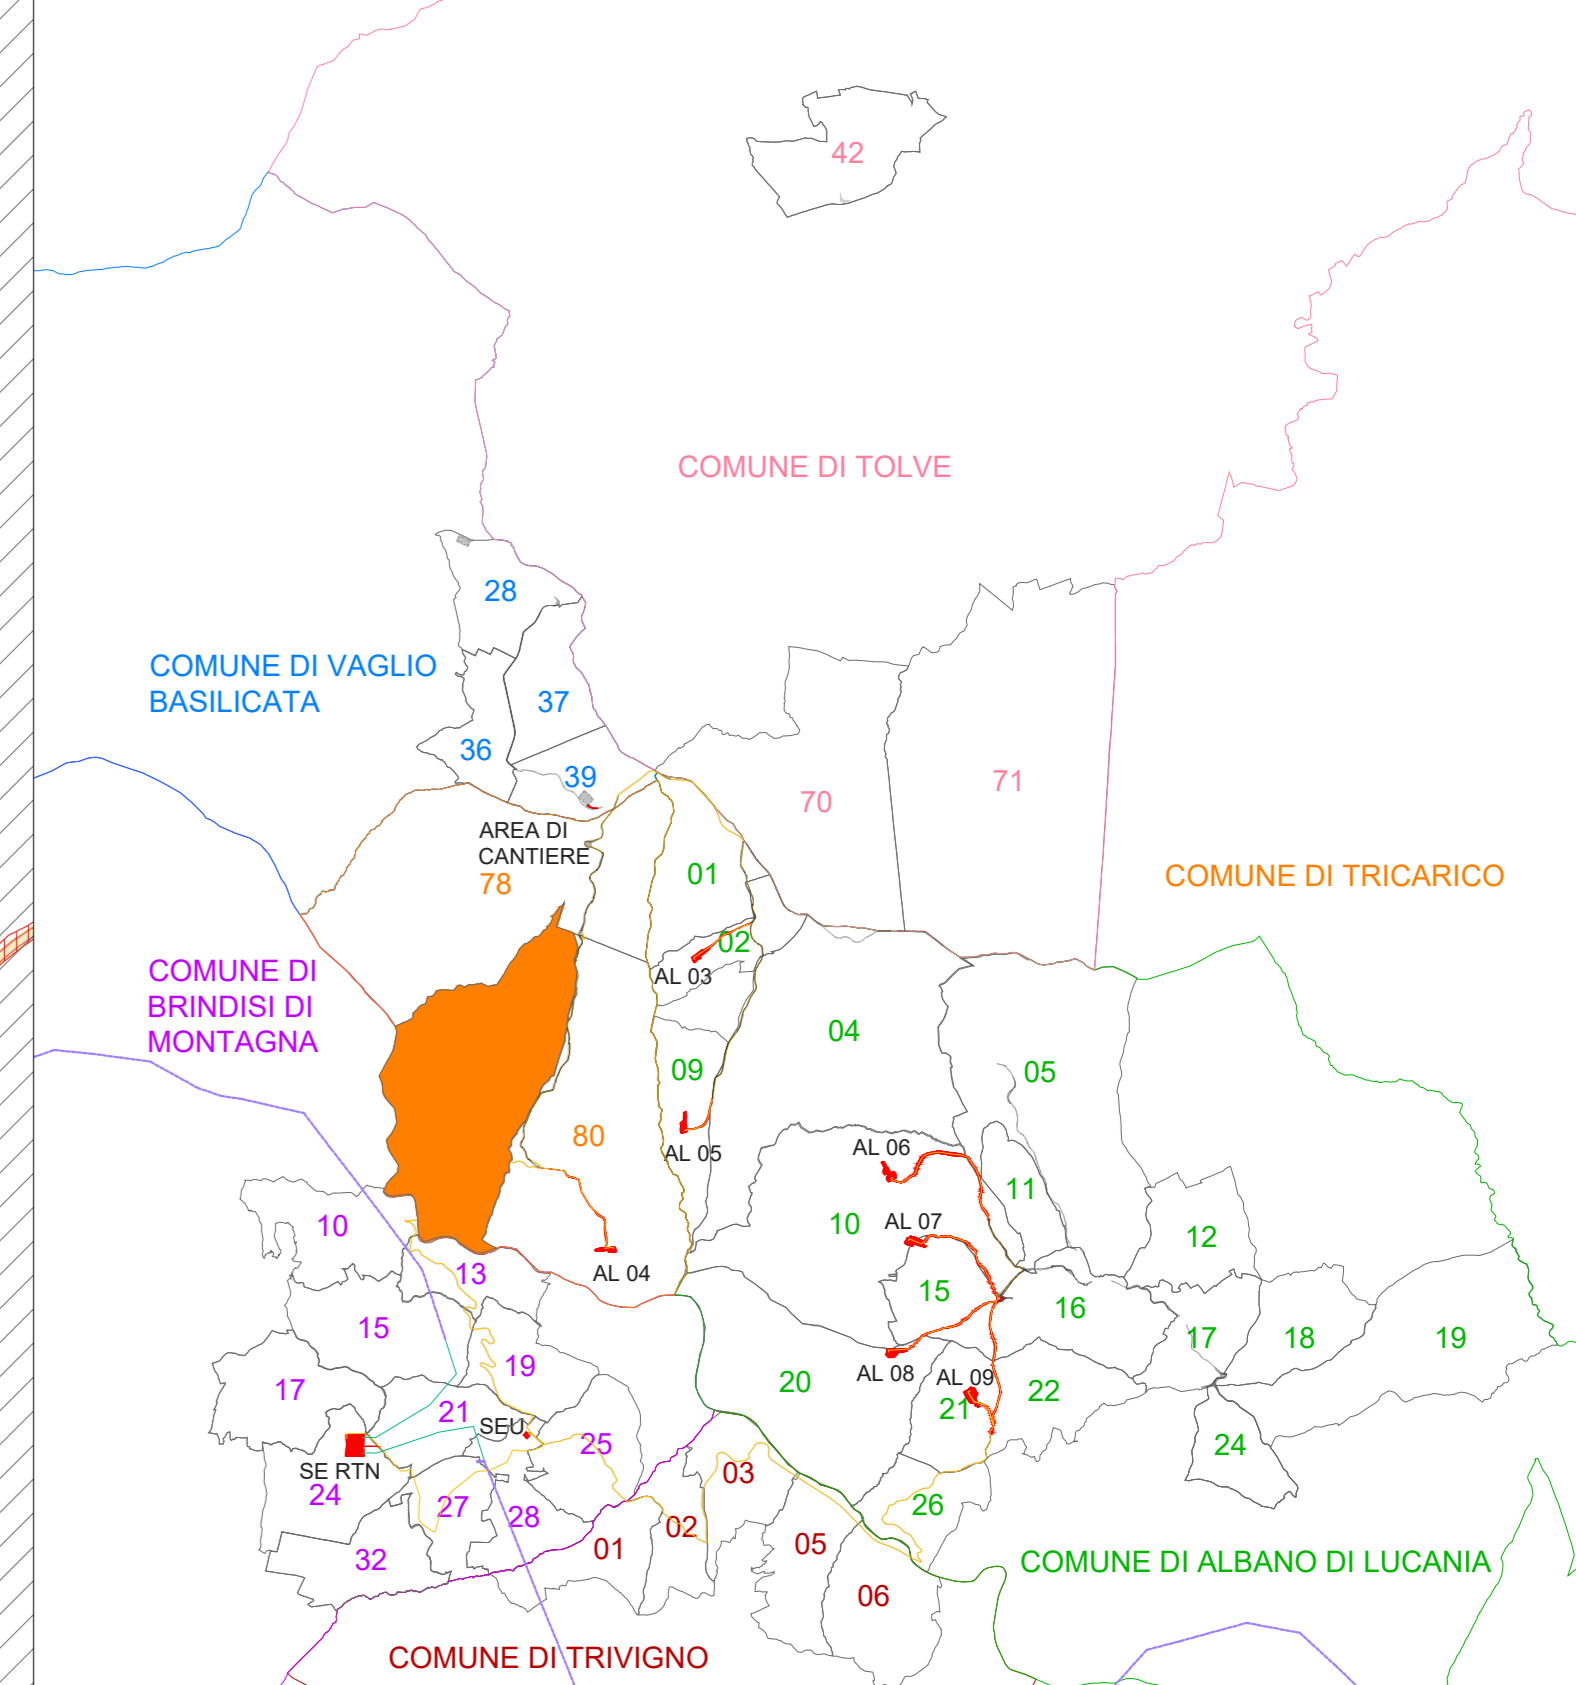 42
COMUNE DI TOLVE
28
COMUNE DI VAGLIO
BASILICATA
37
36
39
70
71
AREA DI
CANTIERE
78
01
COMUNE DI TRICARICO
02
AL 03
COMUNE DI
BRINDISI DI
MONTAGNA
04
09
05
80
AL 05
AL 06
11
10
10
AL 07
12
13
AL 04
15
16
15
17
18
19
19
17
AL 08
AL 09
20
22
21
21
SEU
25
24
SE RTN
24
03
27
28
02
26
01
05
32
COMUNE DI ALBANO DI LUCANIA
06
COMUNE DI TRIVIGNO